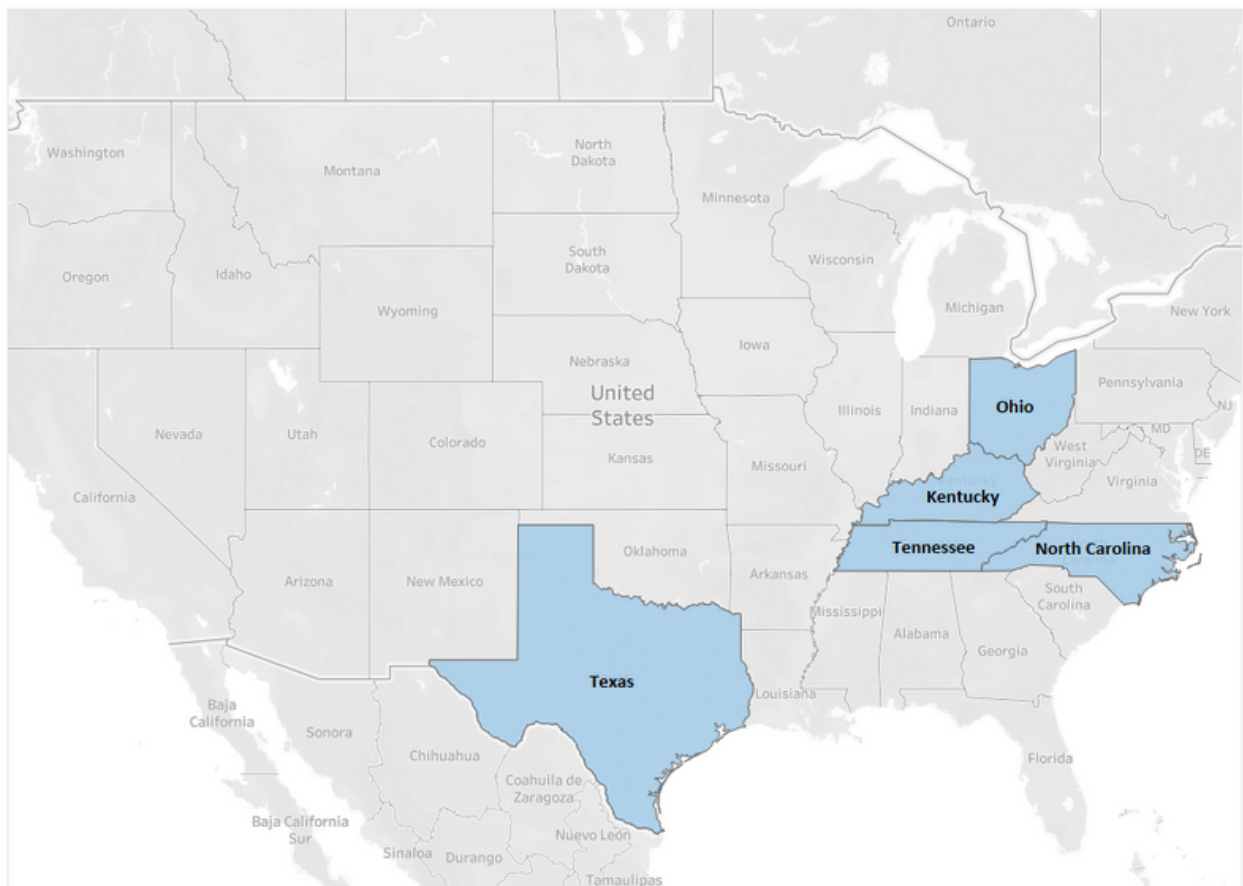 Ontario
Washington
Montana
North
Dakota
Minnesota
Oregon
Idaho
South
Dakota
Wisconsin
Michigan
New York
Wyoming
Iowa
Nebraska
United
States
Pennsylvania
Ohio
Illinois
Indiana
NJ
Nevada
Utah
Colorado
Kansas
Missouri
West
Virginia
MD
DE
Virginia
California
Kentucky
Kentucky
Tennessee
North Carolina
Oklahoma
Arkansas
Arizona
New Mexico
South
Carolina
Mississippi
Alabama
Georgia
Texas
Louisiana
Baja
California
Sonora
Chihuahua
Florida
Coahuila de
Zaragoza
Baja California
Sur
Nuevo León
Sinaloa
Durango
Tamaulipas